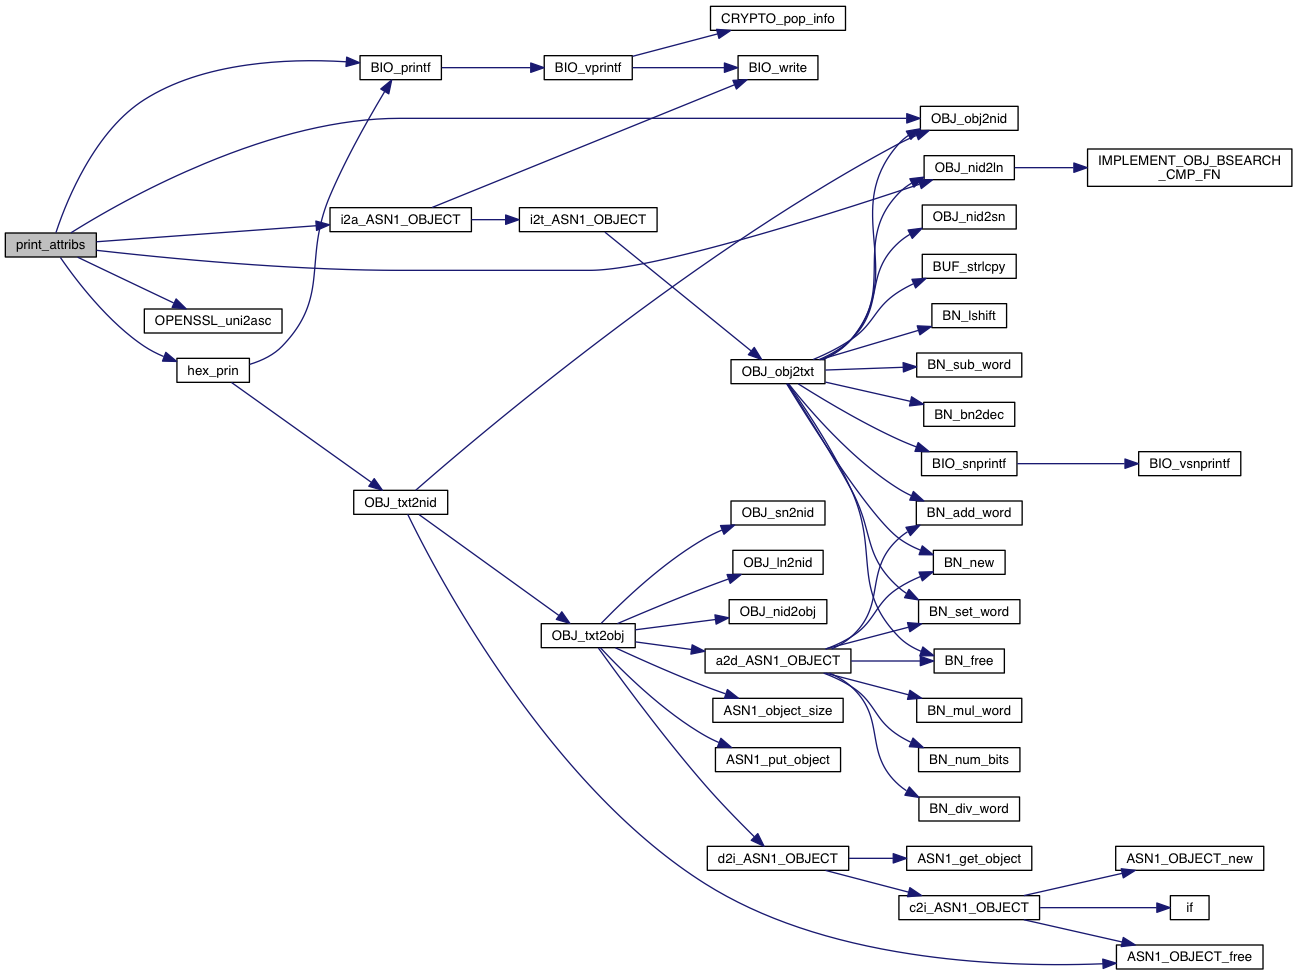 CRYPTO_pop_info
BIO_printf
BIO_vprintf
BIO_write
OBJ_obj2nid
OBJ_nid2ln
IMPLEMENT_OBJ_BSEARCH
_CMP_FN
i2a_ASN1_OBJECT
i2t_ASN1_OBJECT
OBJ_nid2sn
print_attribs
BUF_strlcpy
OPENSSL_uni2asc
BN_lshift
hex_prin
OBJ_obj2txt
BN_sub_word
BN_bn2dec
BIO_snprintf
BIO_vsnprintf
OBJ_txt2nid
OBJ_sn2nid
BN_add_word
OBJ_ln2nid
BN_new
OBJ_nid2obj
BN_set_word
OBJ_txt2obj
a2d_ASN1_OBJECT
BN_free
ASN1_object_size
BN_mul_word
ASN1_put_object
BN_num_bits
BN_div_word
d2i_ASN1_OBJECT
ASN1_get_object
ASN1_OBJECT_new
c2i_ASN1_OBJECT
if
ASN1_OBJECT_free